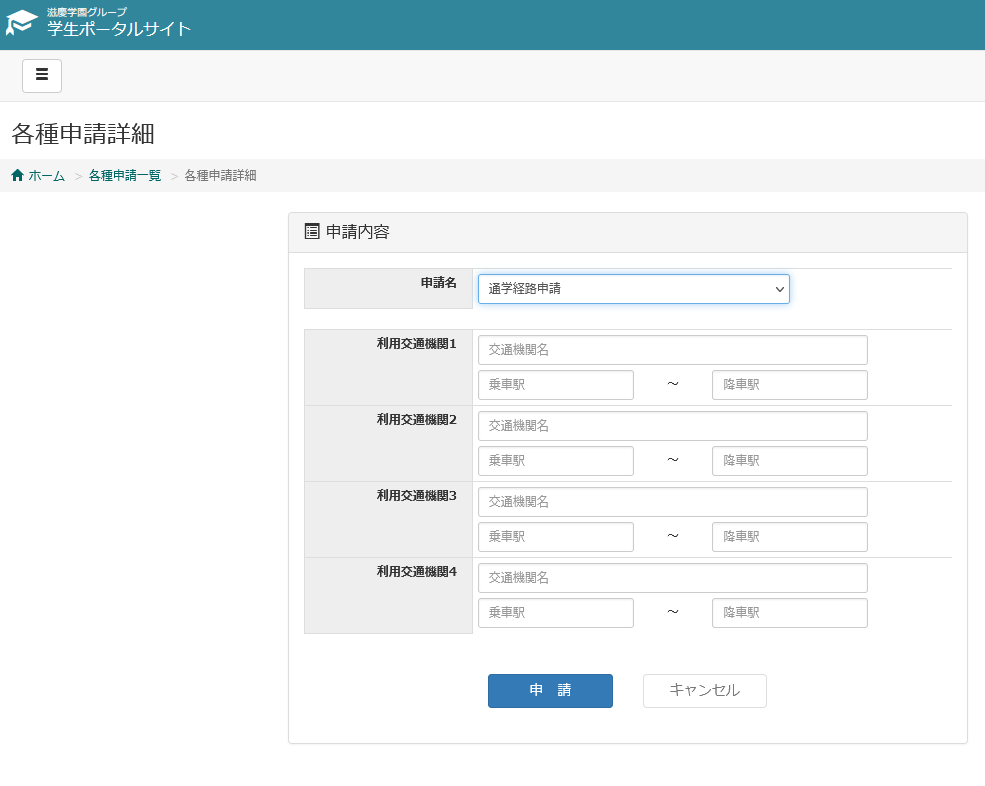 滋慶学園グループ
学生ポータルサイト
各種申請詳細
ホーム > 各種申請一覧 > 各種申請詳細
申請内容
申請名 通学経路申請
利用交通機関1 交通機関名
乗車駅 ～降車駅
利用交通機関2 交通機関名
乗車駅 ～ 降車駅
利用交通機関3 交通機関名
乗車駅 ～ 降車駅
利用交通機関4 交通機関名
乗車駅 ～ 降車駅
申　請 キャンセル